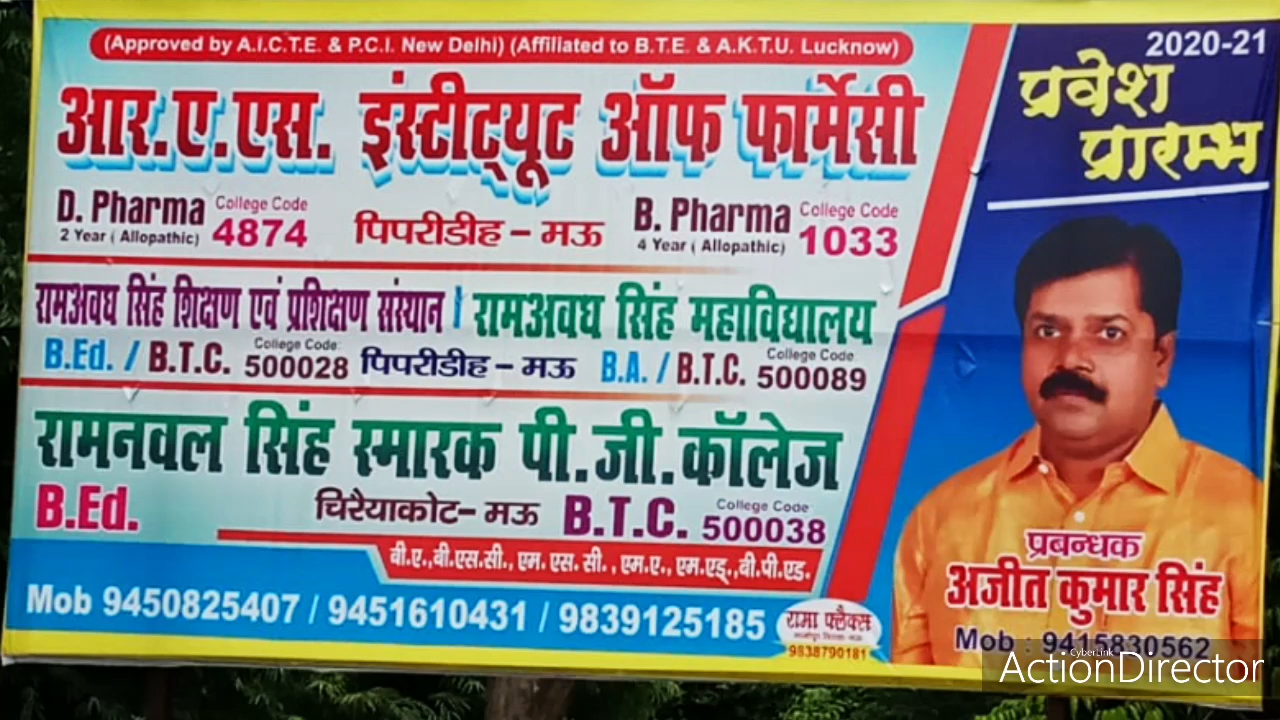 (Approved by A.I.C.T.E. & P.C.I. New Delhi) (Affiliated to B.T.E. & A.K.T.U. Lucknow)
2020-21
प्रवेश
प्रारम्भ
आर.ए.एस. इंस्टीट्यूट ऑफ फार्मेसी
D. Pharma College Code
2 Year ( Allopathic) 4874
पिपरीडीह – मऊ
B. Pharma College Code
4 Year ( Allopathic) 1033
रामअवध सिंह शिक्षण एवं प्रशिक्षण संस्थान
रामअवध सिंह महाविद्यालय
B.Ed. / B.T.C. College Code: 500028
पिपरीडीह – मऊ
B.A. / B.T.C. College Code: 500089
रामनवल सिंह स्मारक पी.जी.कॉलेज
B.Ed.
चिरैयाकोट– मऊ
B.T.C. College Code: 500038
बी.ए.,बी.एस.सी., एम. एस. सी. , एम.ए., एम.एड्.,बी.पी.एड.
Mob 9450825407 / 9451610431 / 9839125185
रामा फ्लैक्स
9838790181
प्रबन्धक
अजीत कुमार सिंह
Mob : 9415830562
CyberLink
ActionDirector